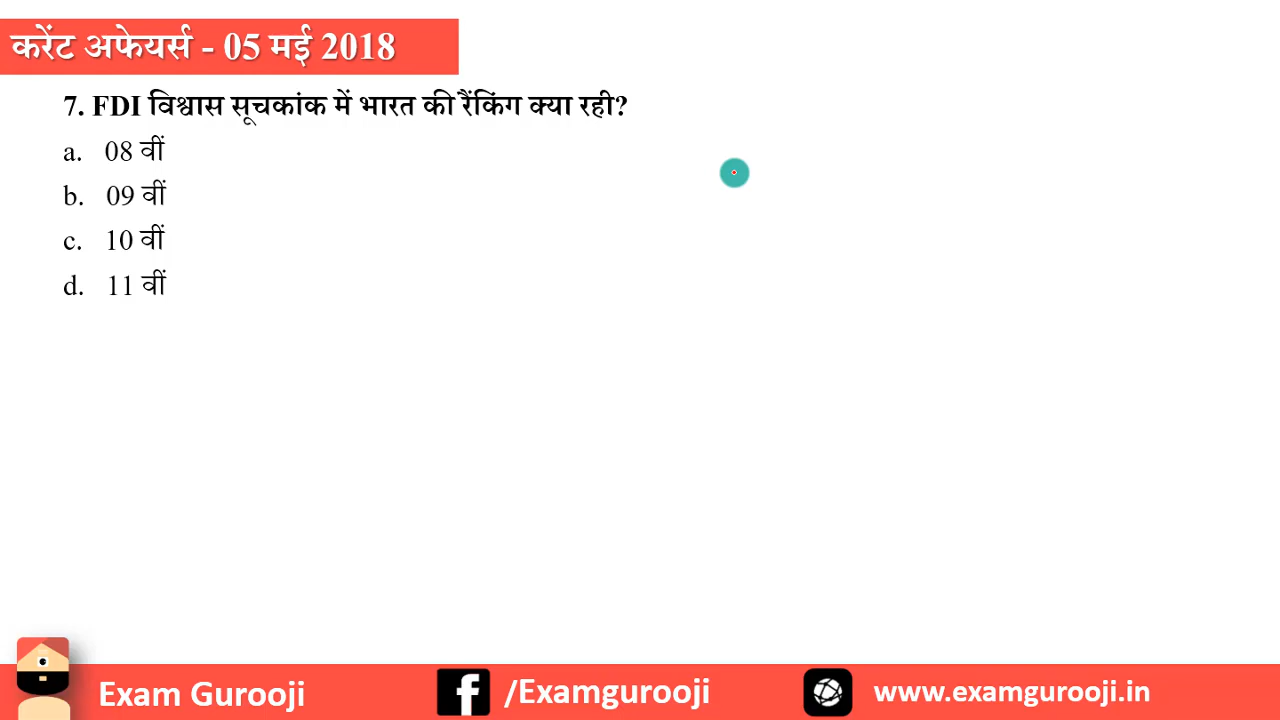 करेंट अफेयर्स - 05 मई 2018
7. FDI विश्वास सूचकांक में भारत की रैंकिंग क्या रही?
a. 08 वीं
b. 09 वीं
c. 10 वीं
d. 11 वीं
Exam Gurooji /Examgurooji www.examgurooji.in